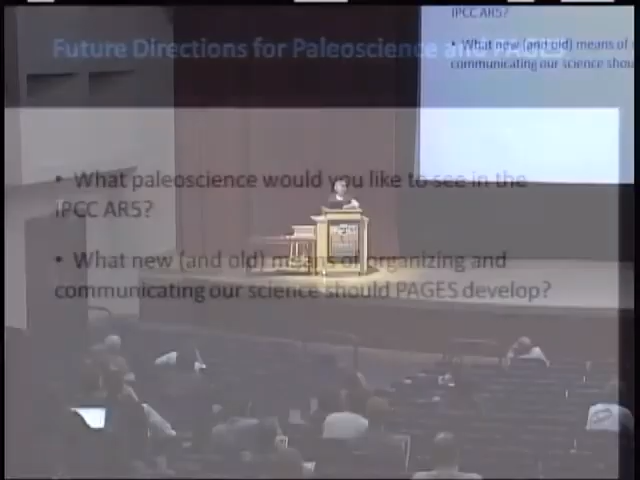 IPCC AR5?
• What new (and old) means of
communicating our science shou
Future Directions for Paleoscience
• What paleoscience would you like to see in the
IPCC AR5?
• What new (and old) means of organizing and
communicating our science should PAGES develop?